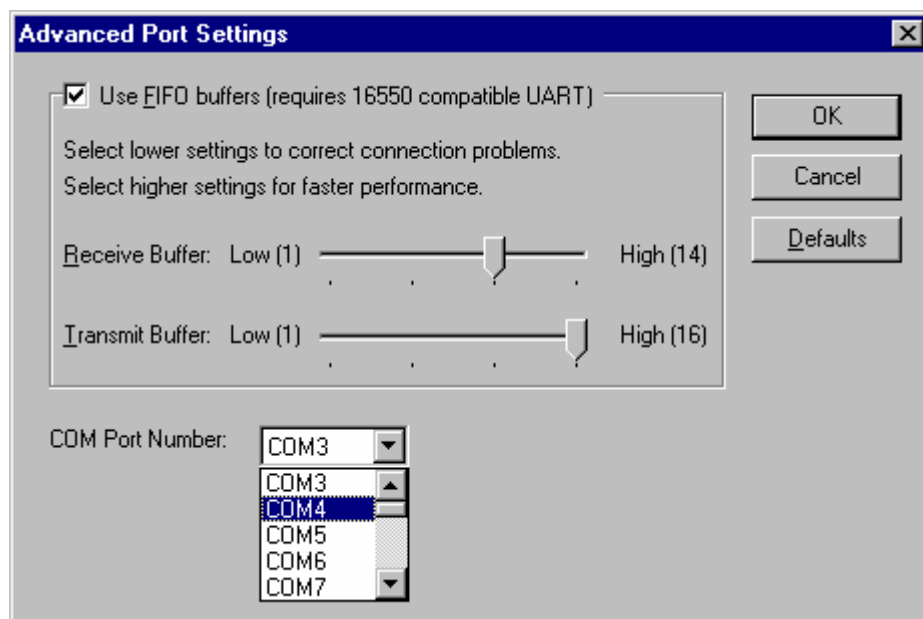 Advanced Port Settings
Use FIFO buffers (requires 16550 compatible UART)
OK
Select lower settings to correct connection problems.
Select higher settings for faster performance.
Cancel
Defaults
Receive Buffer: Low (1) High (14)
Transmit Buffer: Low (1) High (16)
COM Port Number: COM3
COM3
COM4
COM5
COM6
COM7